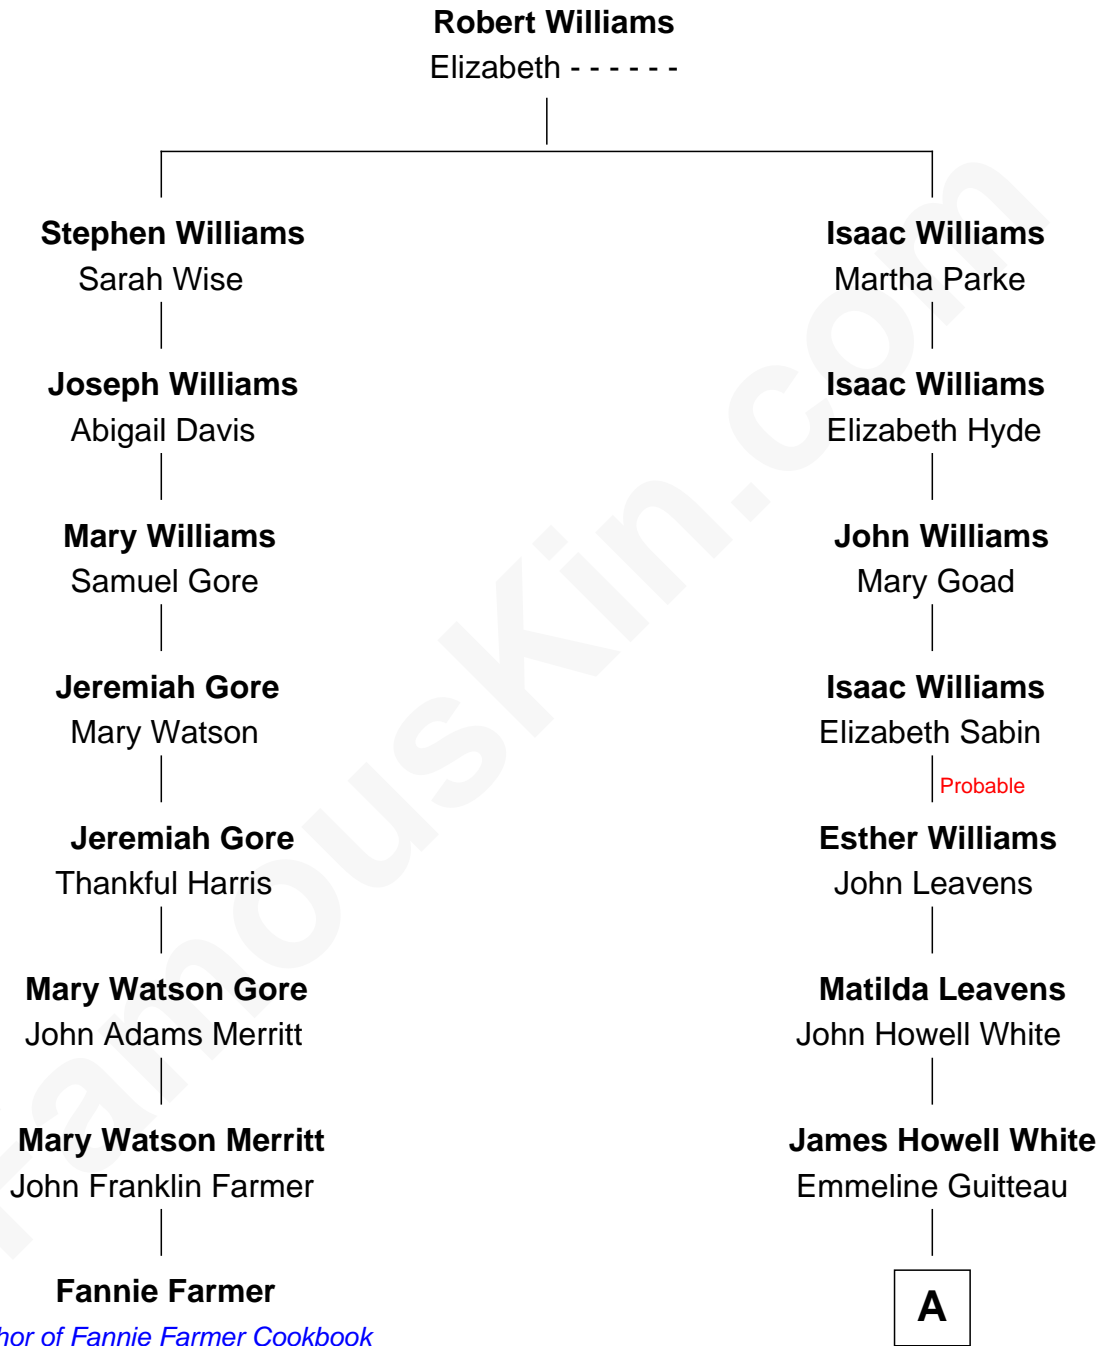 Robert Williams
Elizabeth - - - - - -
Stephen Williams
Sarah Wise
Joseph Williams
Abigail Davis
Mary Williams
Samuel Gore
Jeremiah Gore
Mary Watson
Jeremiah Gore
Thankful Harris
Mary Watson Gore
John Adams Merritt
Mary Watson Merritt
John Franklin Farmer
Fannie Farmer
hor of Fannie Farmer Cookbook
Isaac Williams
Martha Parke
Isaac Williams
Elizabeth Hyde
John Williams
Mary Goad
Isaac Williams
Elizabeth Sabin
Probable
Esther Williams
John Leavens
Matilda Leavens
John Howell White
James Howell White
Emmeline Guitteau
A
FamousKin.com